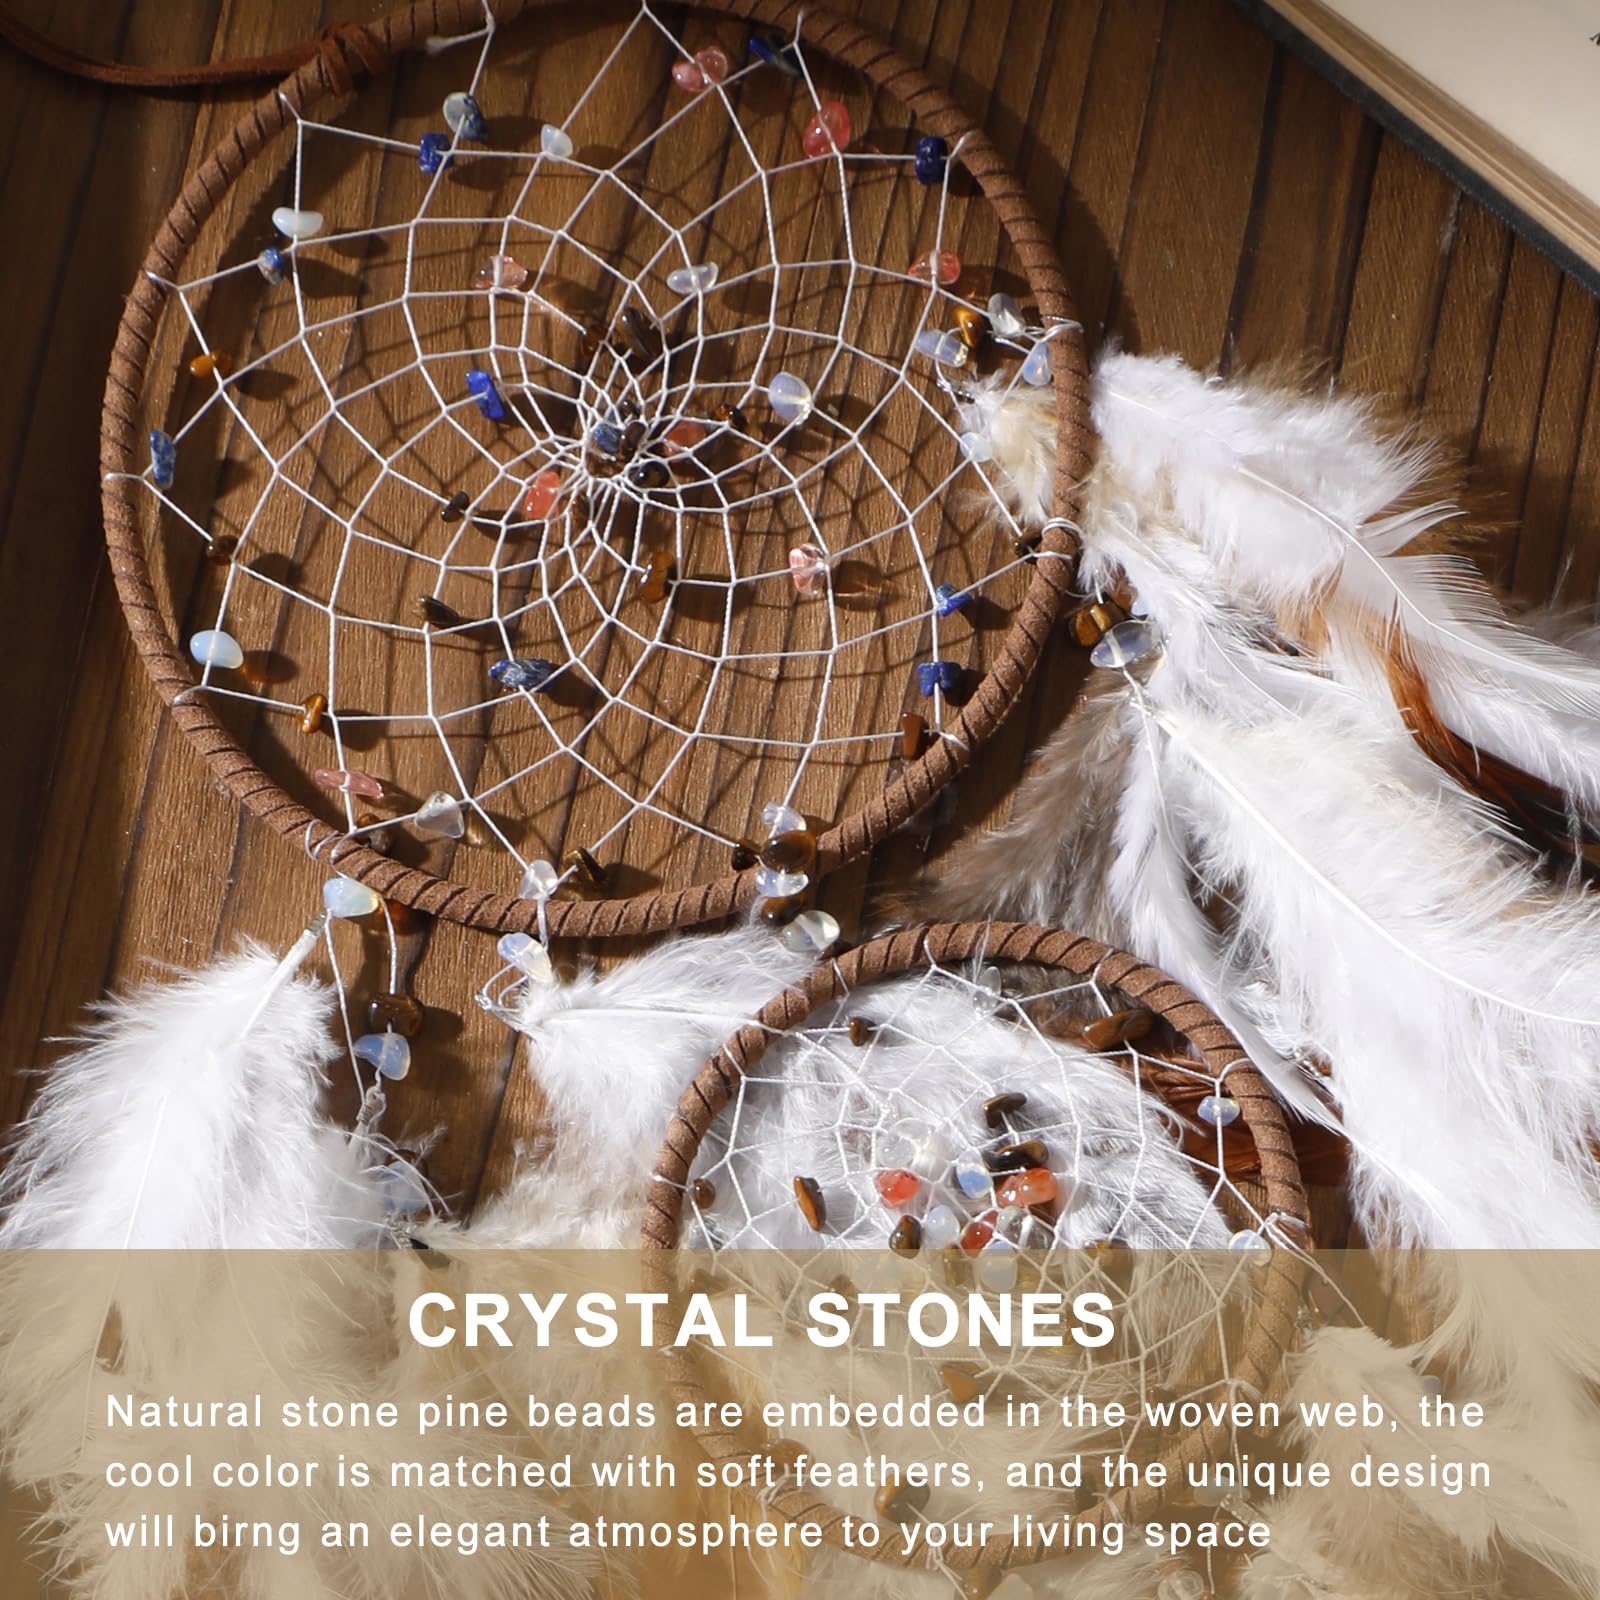 CRYSTAL STONES
Natural stone pine beads are embedded in the woven web, the
cool color is matched with soft feathers, and the unique design
will birng an elegant atmosphere to your living space